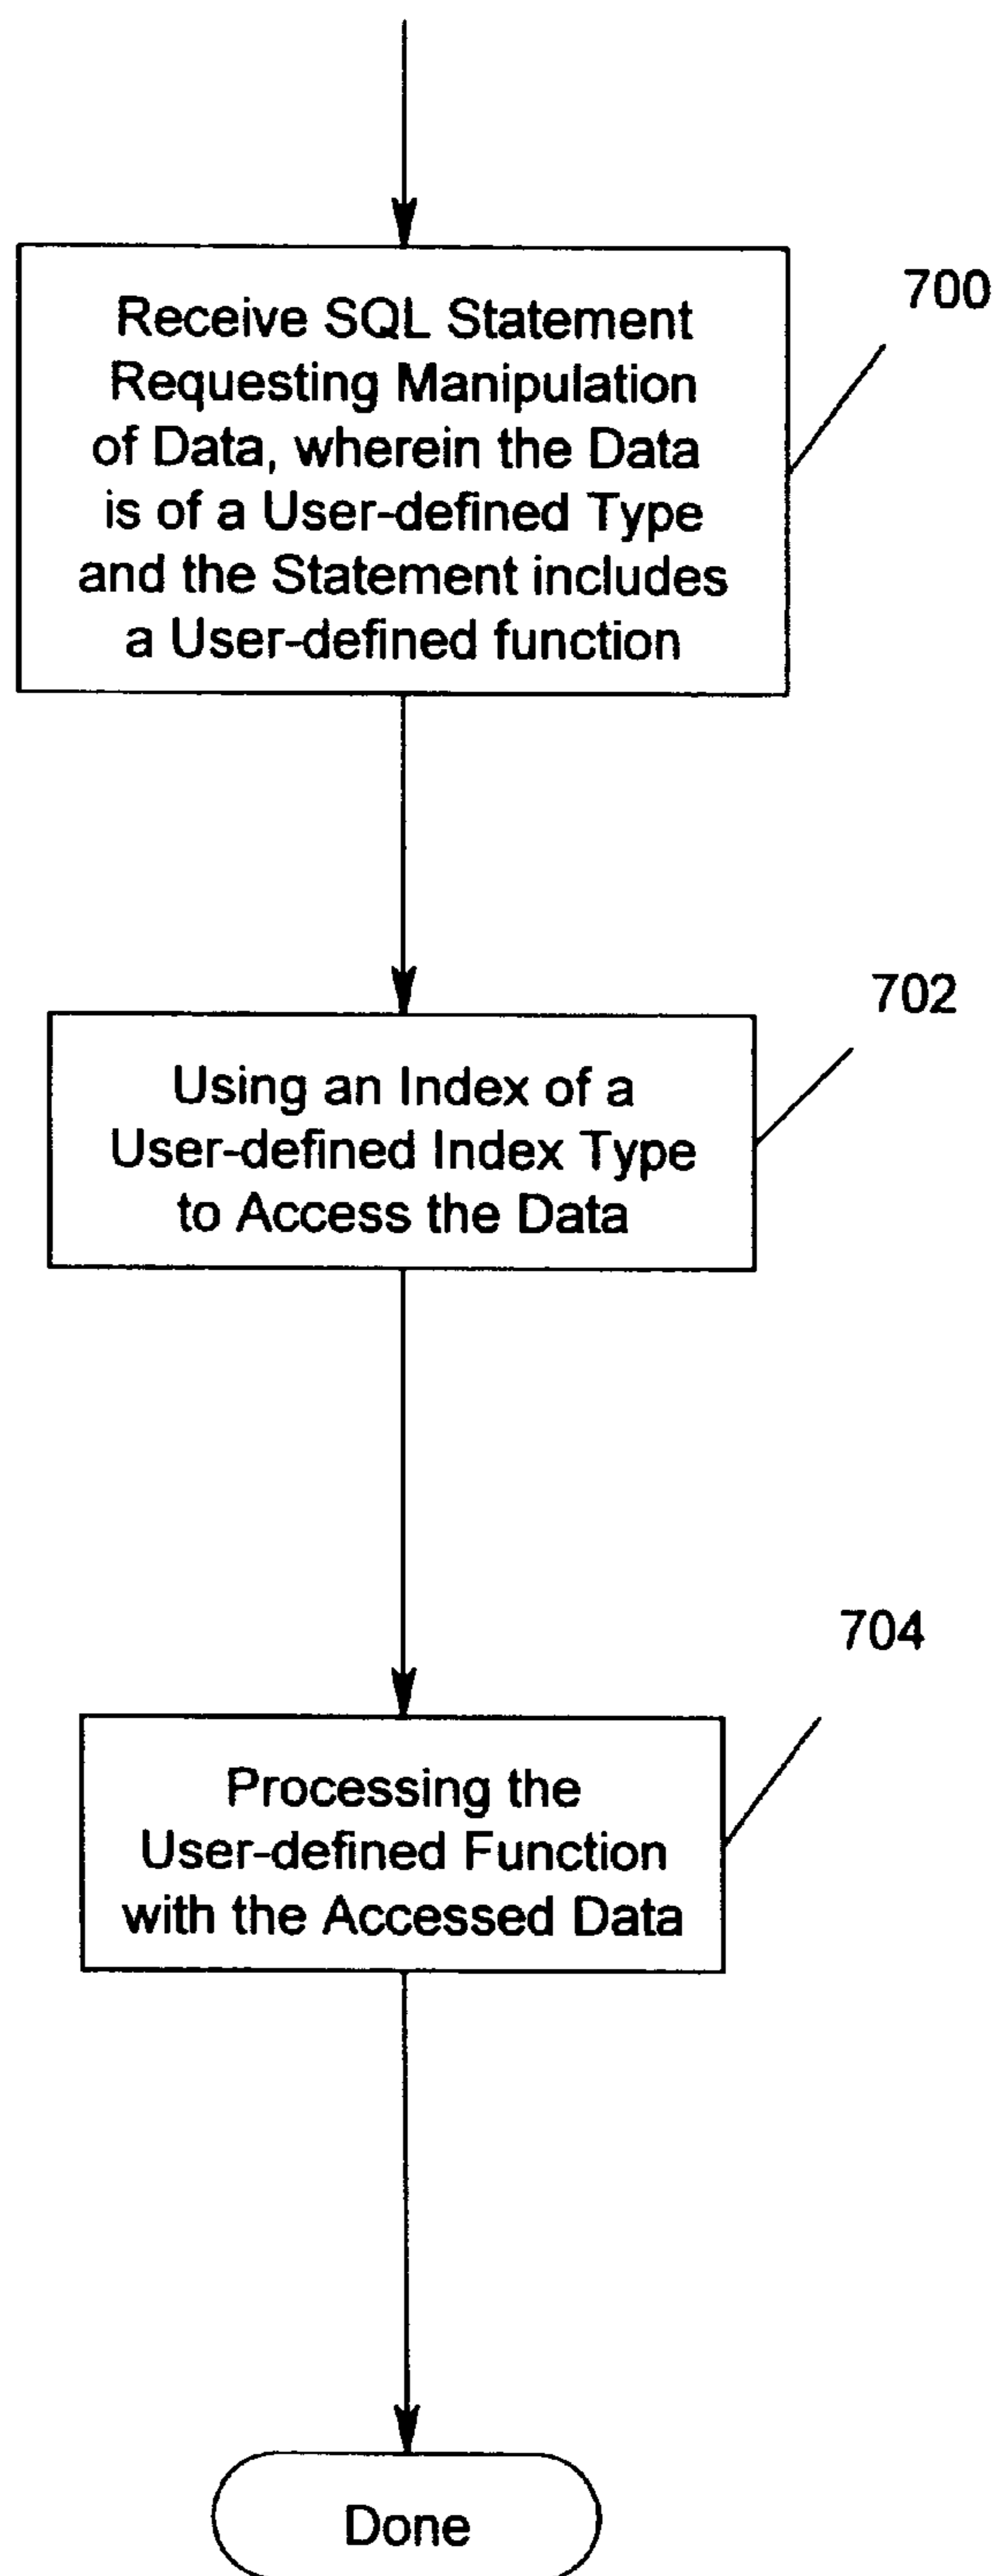 Receive SQL Statement
Requesting Manipulation
of Data, wherein the Data
is of a User-defined Type
and the Statement includes
a User-defined function
700
Using an Index of a
User-defined Index Type
to Access the Data
702
Processing the
User-defined Function
with the Accessed Data
704
Done